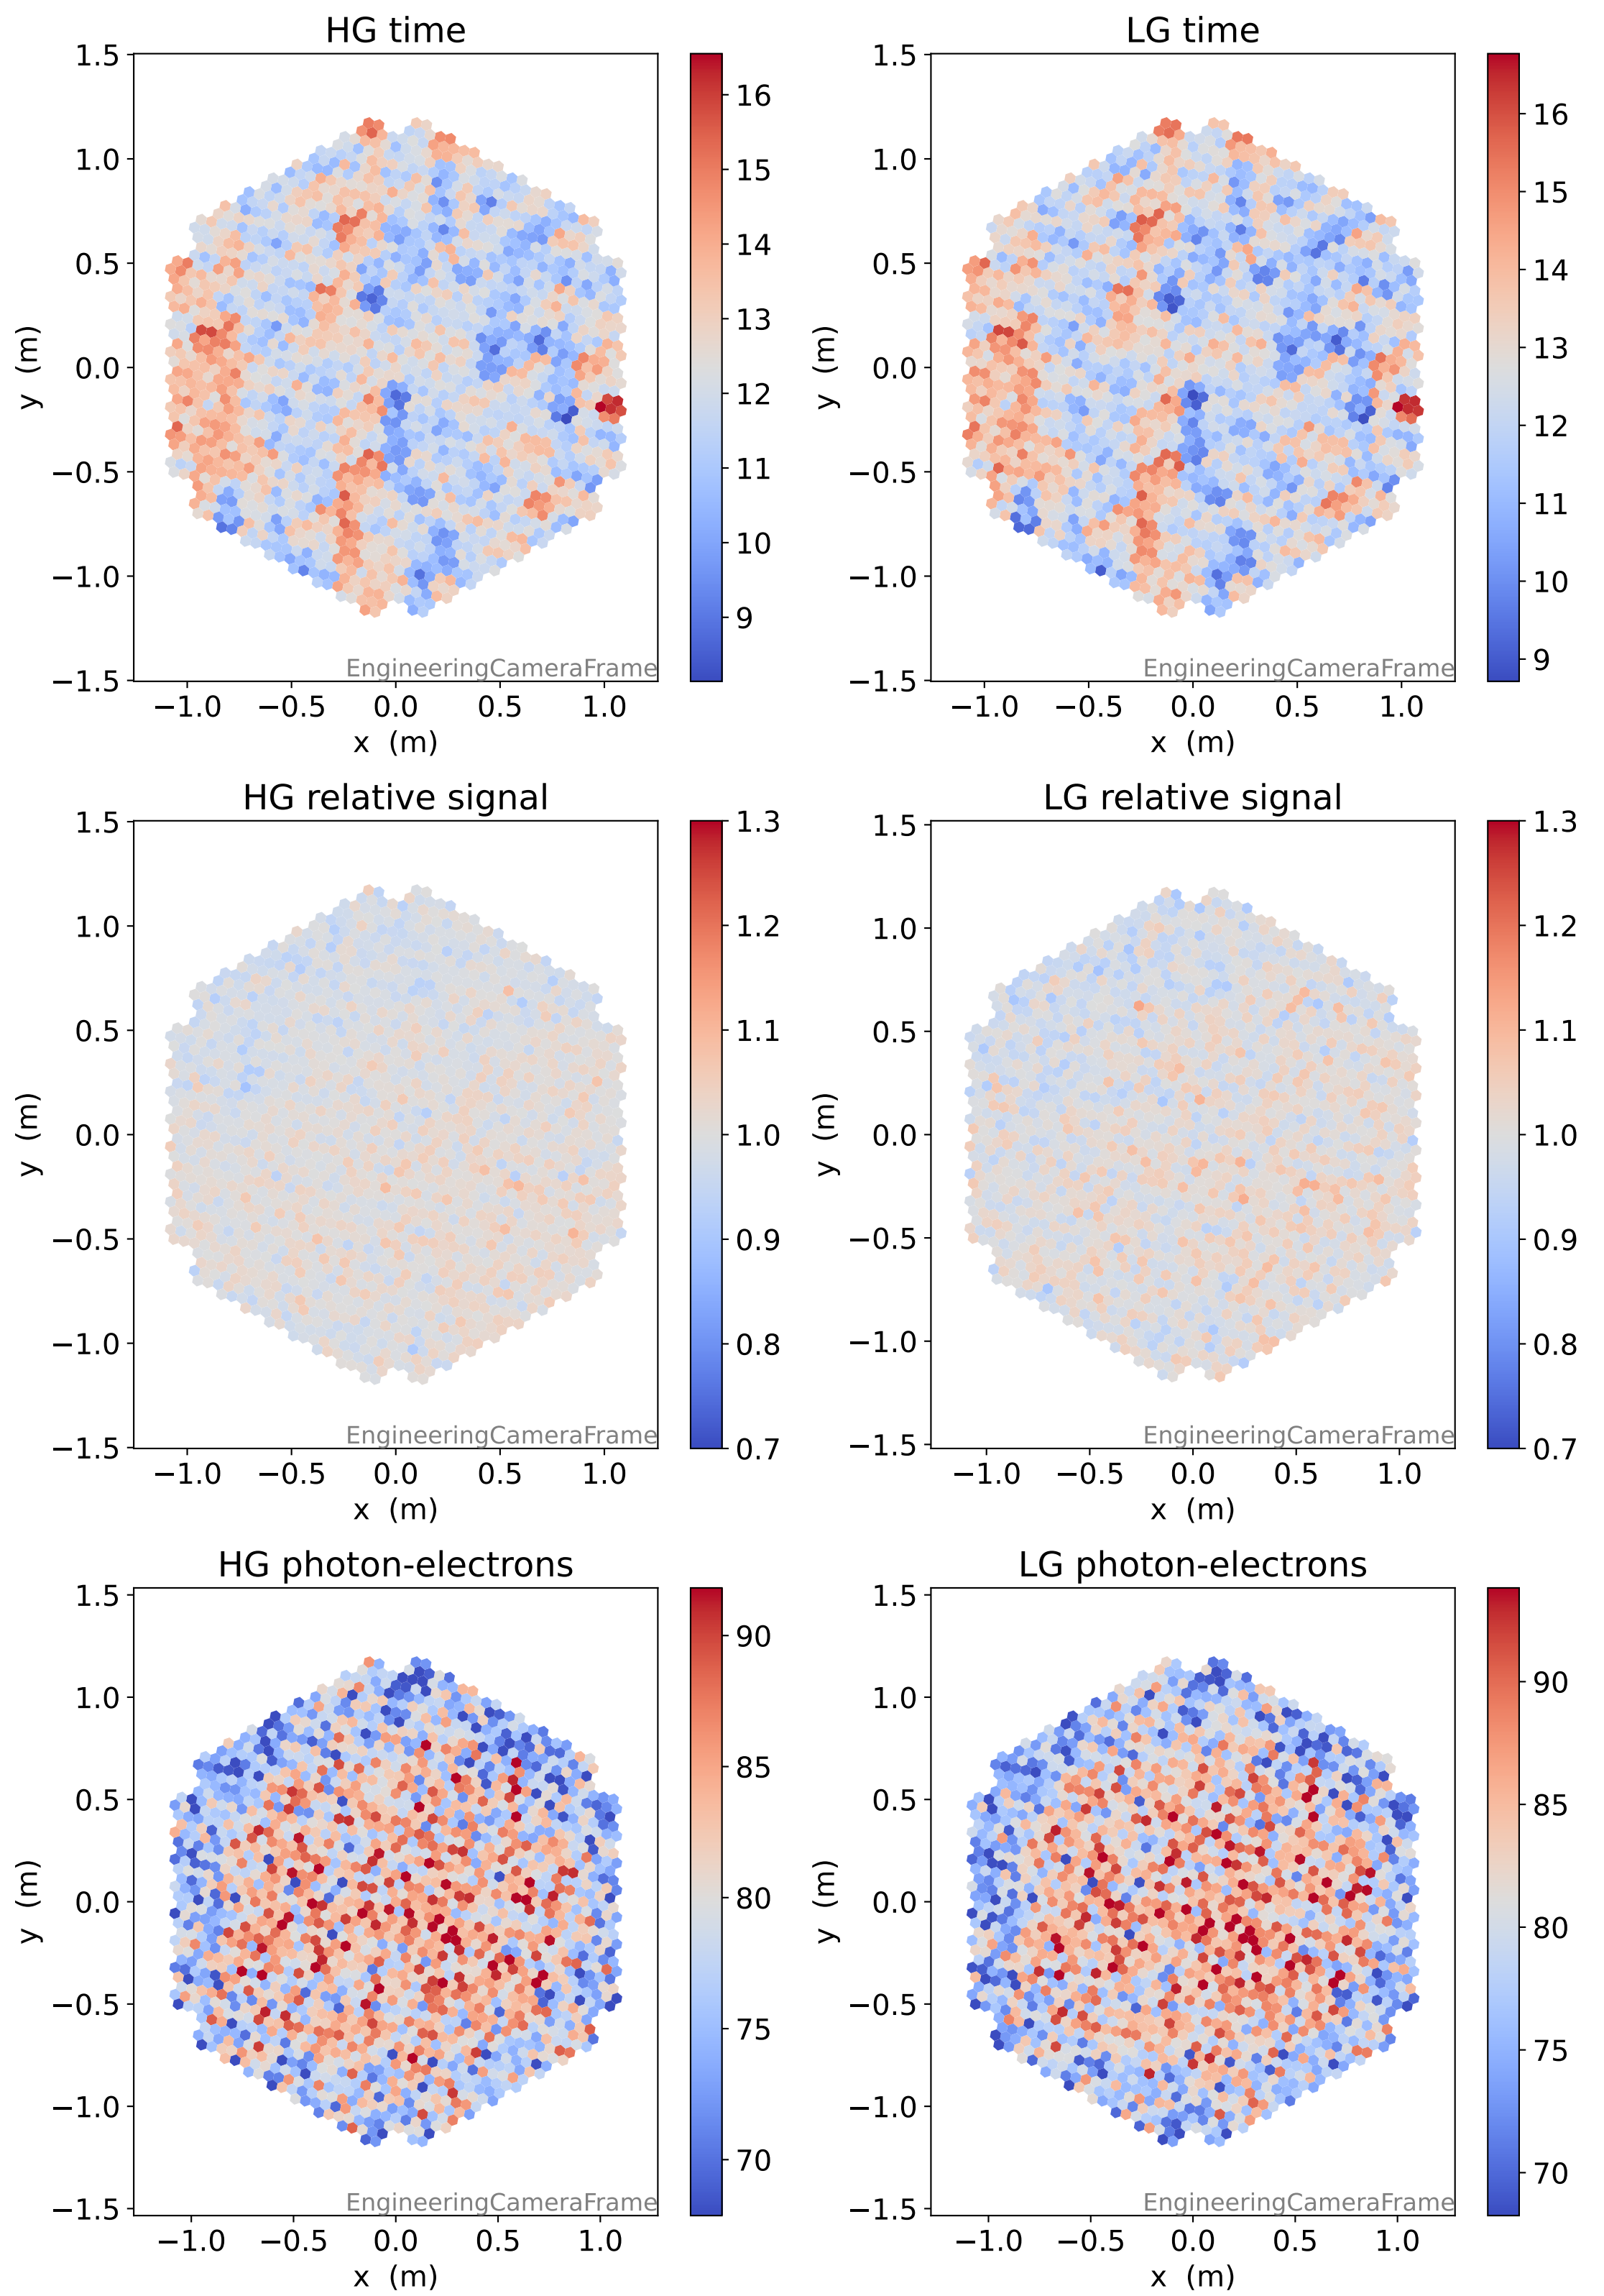 HG time
1.5
1.0
0.5
0.0
−0.5
−1.0
−1.5
y (m)
−1.0 −0.5 0.0 0.5 1.0
x (m)
EngineeringCameraFrame
16
15
14
13
12
11
10
9
LG time
1.5
1.0
0.5
0.0
−0.5
−1.0
−1.5
y (m)
−1.0 −0.5 0.0 0.5 1.0
x (m)
EngineeringCameraFrame
16
15
14
13
12
11
10
9
HG relative signal
1.5
1.0
0.5
0.0
−0.5
−1.0
−1.5
y (m)
−1.0 −0.5 0.0 0.5 1.0
x (m)
EngineeringCameraFrame
1.3
1.2
1.1
1.0
0.9
0.8
0.7
LG relative signal
1.5
1.0
0.5
0.0
−0.5
−1.0
−1.5
y (m)
−1.0 −0.5 0.0 0.5 1.0
x (m)
EngineeringCameraFrame
1.3
1.2
1.1
1.0
0.9
0.8
0.7
HG photon-electrons
1.5
1.0
0.5
0.0
−0.5
−1.0
−1.5
y (m)
−1.0 −0.5 0.0 0.5 1.0
x (m)
EngineeringCameraFrame
90
85
80
75
70
LG photon-electrons
1.5
1.0
0.5
0.0
−0.5
−1.0
−1.5
y (m)
−1.0 −0.5 0.0 0.5 1.0
x (m)
EngineeringCameraFrame
90
85
80
75
70